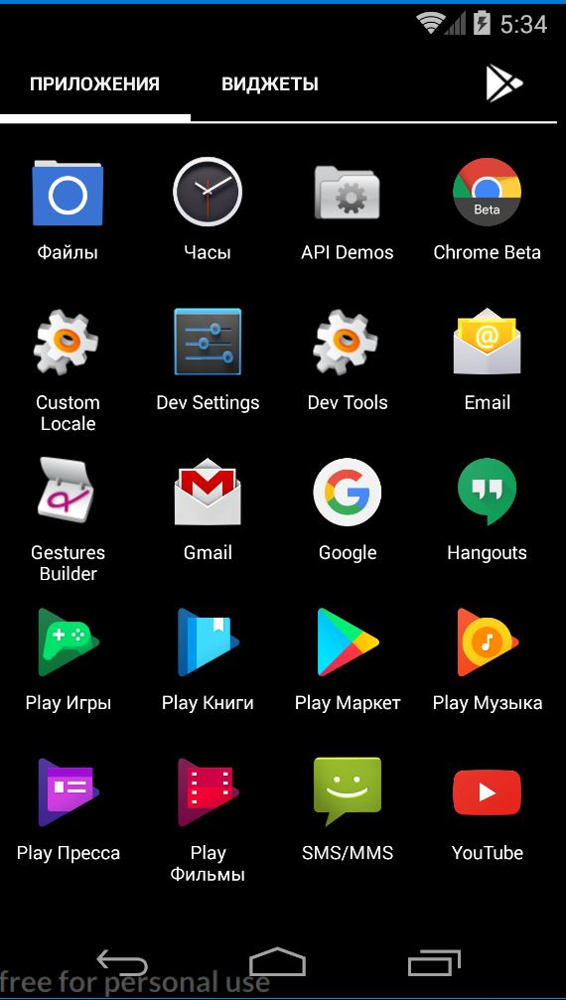 5:34
ПРИЛОЖЕНИЯ ВИДЖЕТЫ
Beta
Файлы Часы API Demos Chrome Beta
Custom Locale Dev Settings Dev Tools Email
@
Gestures Builder Gmail Google Hangouts
Play Игры Play Книги Play Маркет Play Музыка
Play Пресса Play Фильмы SMS/MMS YouTube
free for personal use